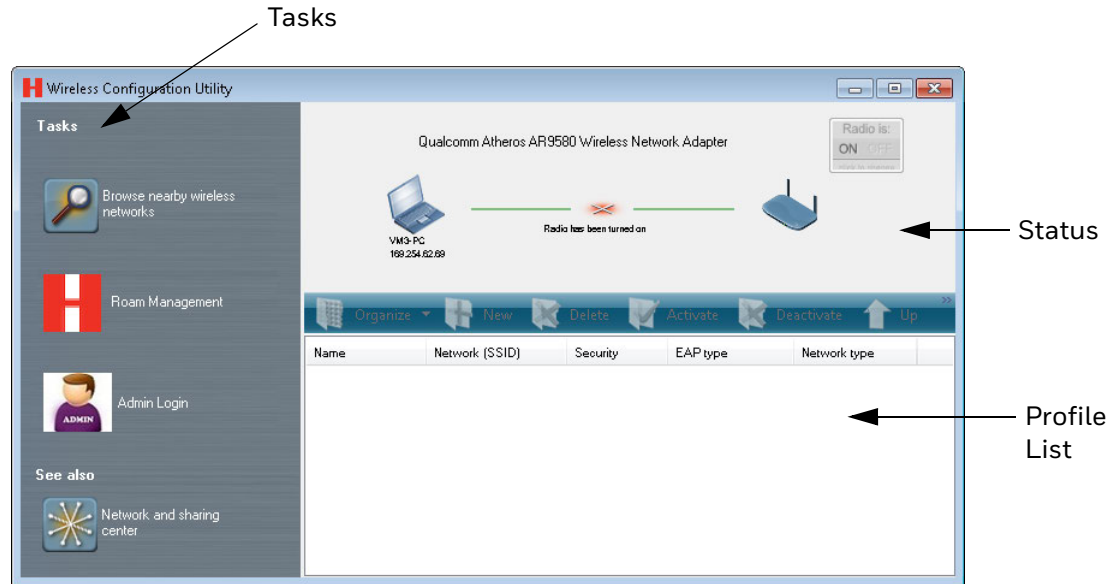 Tasks
Wireless Configuration Utility
Tasks
Browse nearby wireless
networks
Roam Management
ADMIN
Admin Login
See also
Network and sharing
center
Qualcomm Atheros AR9580 Wireless Network Adapter
Radio is:
ON OFF
VM3-PC
169.254.62.69
Radio has been turned on
Organize New Delete Activate Deactivate Up
Name Network (SSID) Security EAP type Network type
Status
Profile
List